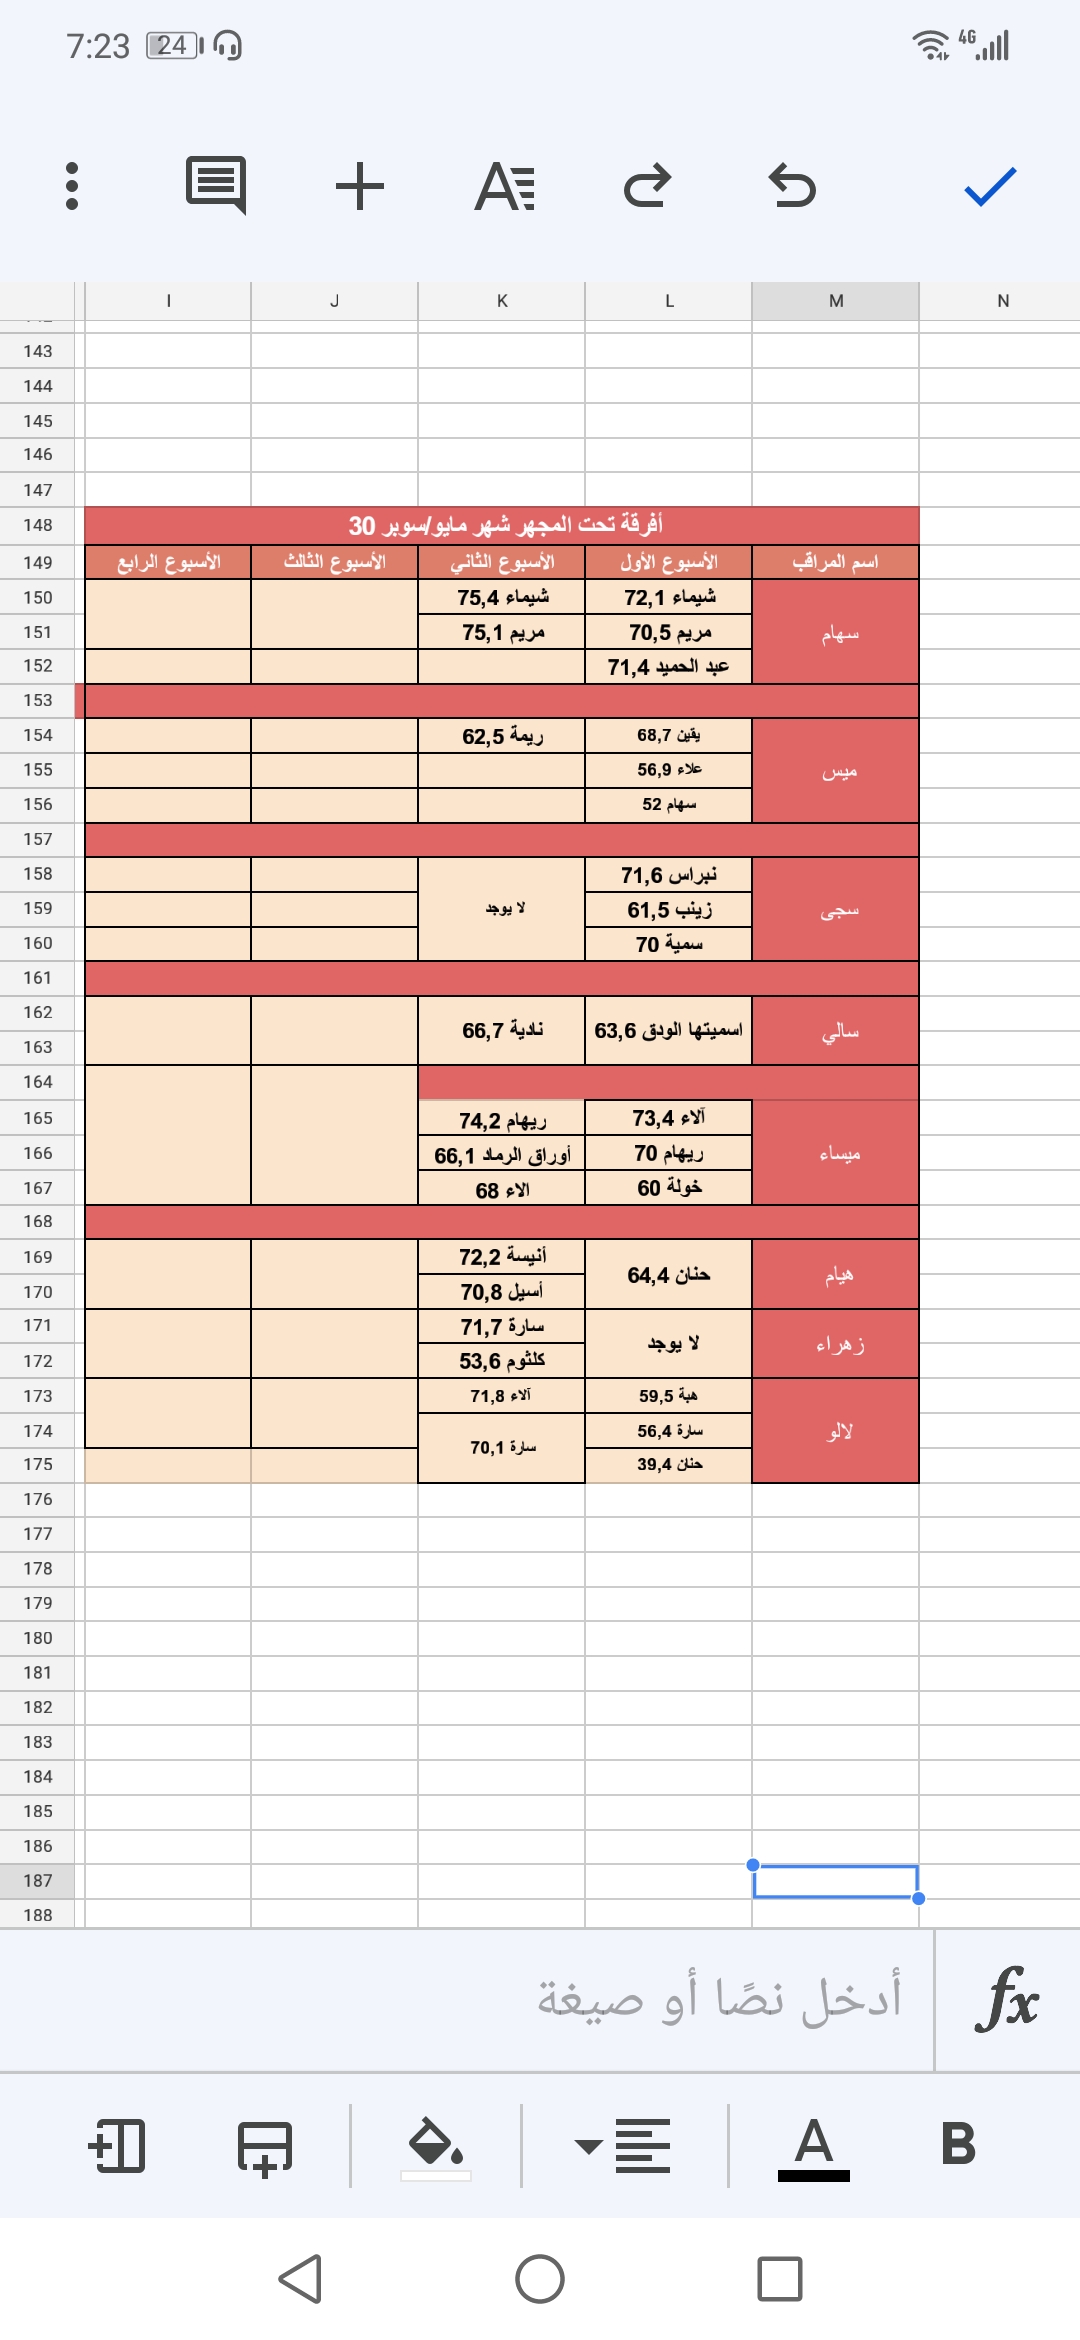 7:23 24 4G
I J K L M N
143
144
145
146
147
148 أفرقة تحت المجهر شهر مايو/سوبر 30
149 اسم المراقب الأسبوع الأول الأسبوع الثاني الأسبوع الثالث الأسبوع الرابع
150 شيماء 72,1 شيماء 75,4
151 سهام مريم 70,5 مريم 75,1
152 عبد الحميد 71,4
153
154 يقين 68,7 ريمة 62,5
155 ميس علاء 56,9
156 سهام 52
157
158 نبراس 71,6
159 سجى زينب 61,5 لا يوجد
160 سمية 70
161
162 سالي اسميتها الودق 63,6 نادية 66,7
163
164
165 آلاء 73,4 ريهام 74,2
166 ميساء ريهام 70 أوراق الرماد 66,1
167 خولة 60 الاء 68
168
169 هيام حنان 64,4 أنيسة 72,2
170 أسيل 70,8
171 زهراء لا يوجد سارة 71,7
172 كلثوم 53,6
173 هبة 59,5 آلاء 71,8
174 لالو سارة 56,4 سارة 70,1
175 حنان 39,4
176
177
178
179
180
181
182
183
184
185
186
187
188
أدخل نصًا أو صيغة fx
A B